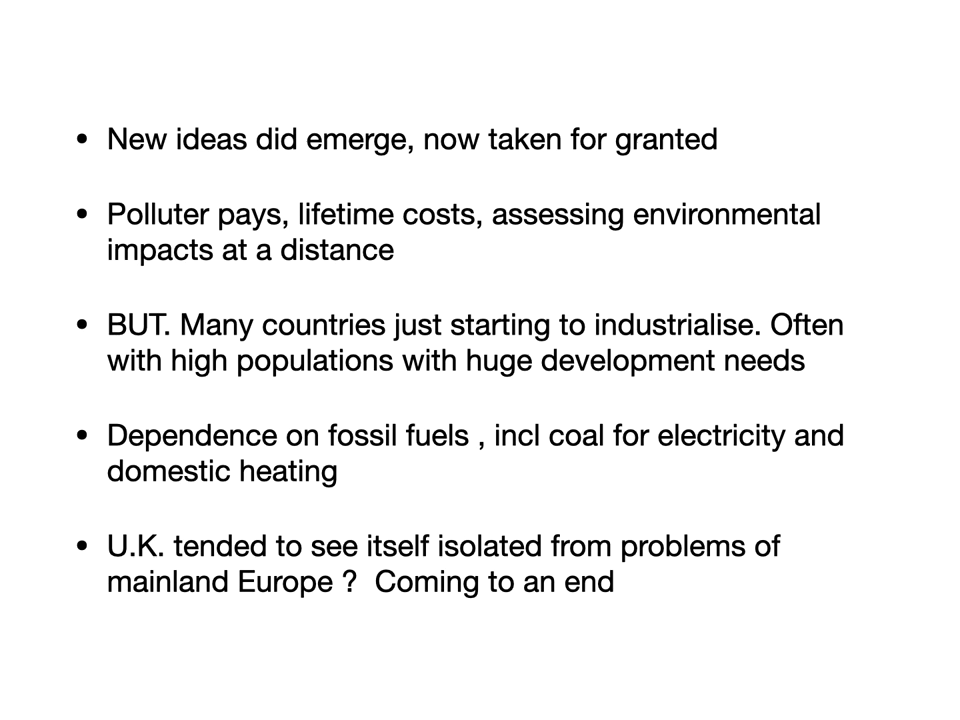 • New ideas did emerge, now taken for granted
• Polluter pays, lifetime costs, assessing environmental
impacts at a distance
• BUT. Many countries just starting to industrialise. Often
with high populations with huge development needs
• Dependence on fossil fuels , incl coal for electricity and
domestic heating
• U.K. tended to see itself isolated from problems of
mainland Europe ?  Coming to an end